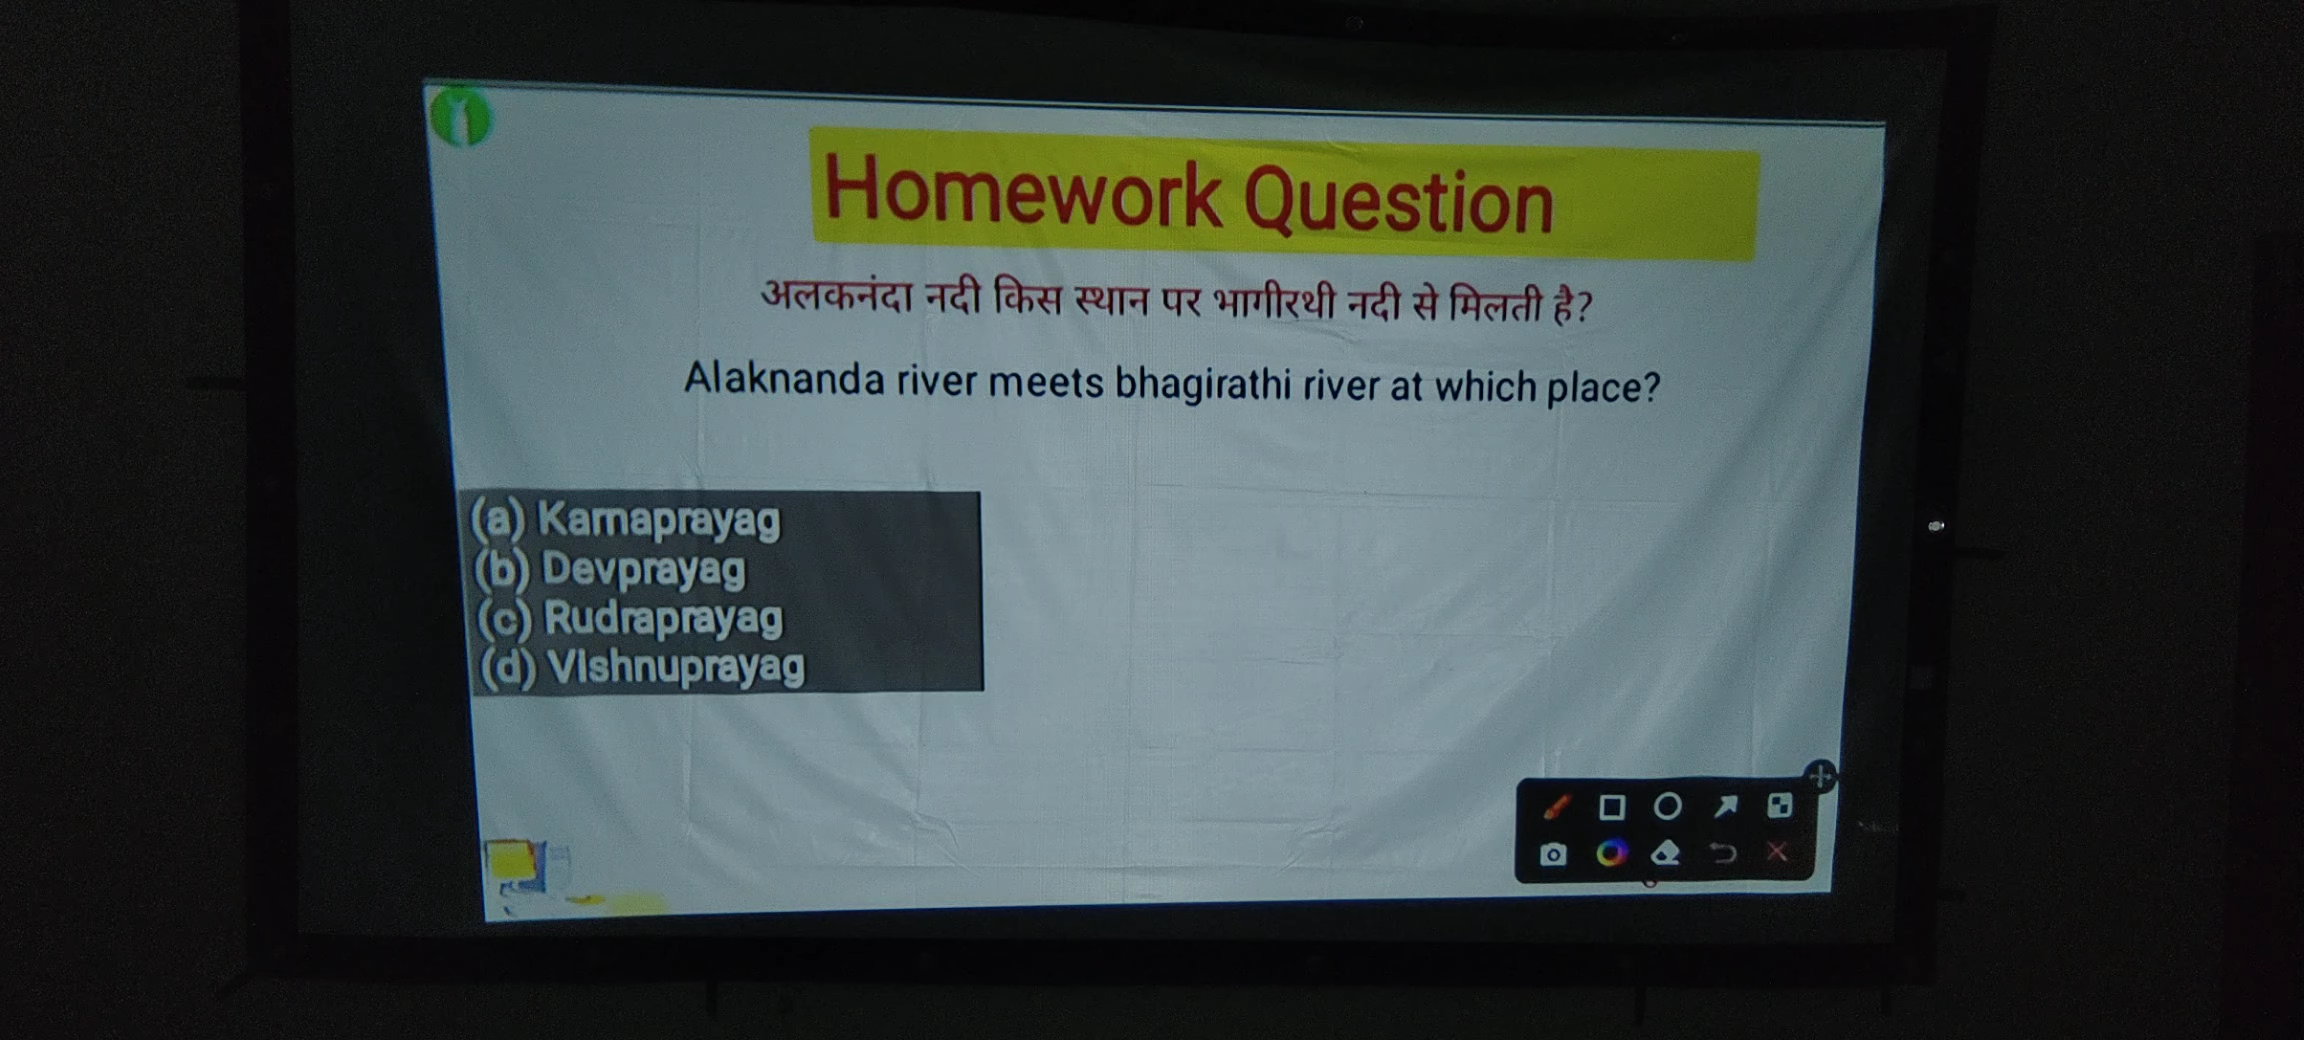 Homework Question
अलकनंदा नदी किस स्थान पर भागीरथी नदी से मिलती है?
Alaknanda river meets bhagirathi river at which place?
(a) Karnaprayag
(b) Devprayag
(c) Rudraprayag
(d) Vishnuprayag